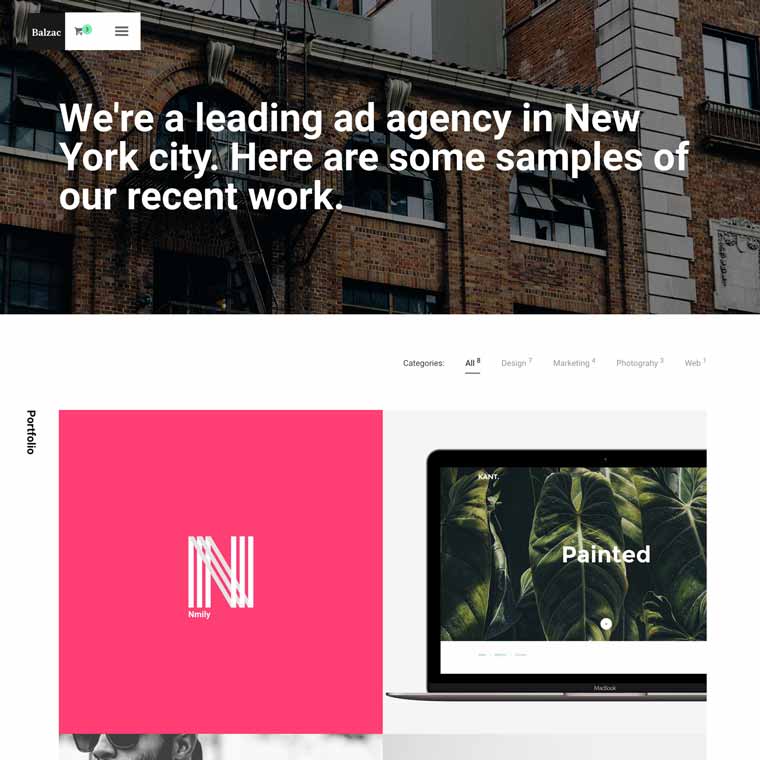 Balzac
3
We're a leading ad agency in New
York city. Here are some samples of
our recent work.
Categories: All 8 Design 7 Marketing 4 Photograhy 3 Web 1
Portfolio
KANT.
Painted
N
Nmily
MacBook